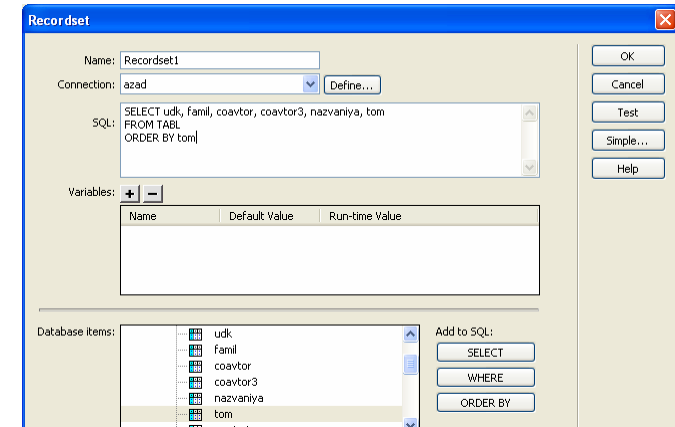 Recordset
Name: Recordset1
Connection: azad Define...
SQL: SELECT udk, famil, coavtor, coavtor3, nazvaniya, tom
FROM TABL
ORDER BY tom
Variables: + −
Name Default Value Run-time Value
Database items: udk
famil
coavtor
coavtor3
nazvaniya
tom
Add to SQL:
SELECT
WHERE
ORDER BY
OK
Cancel
Test
Simple...
Help